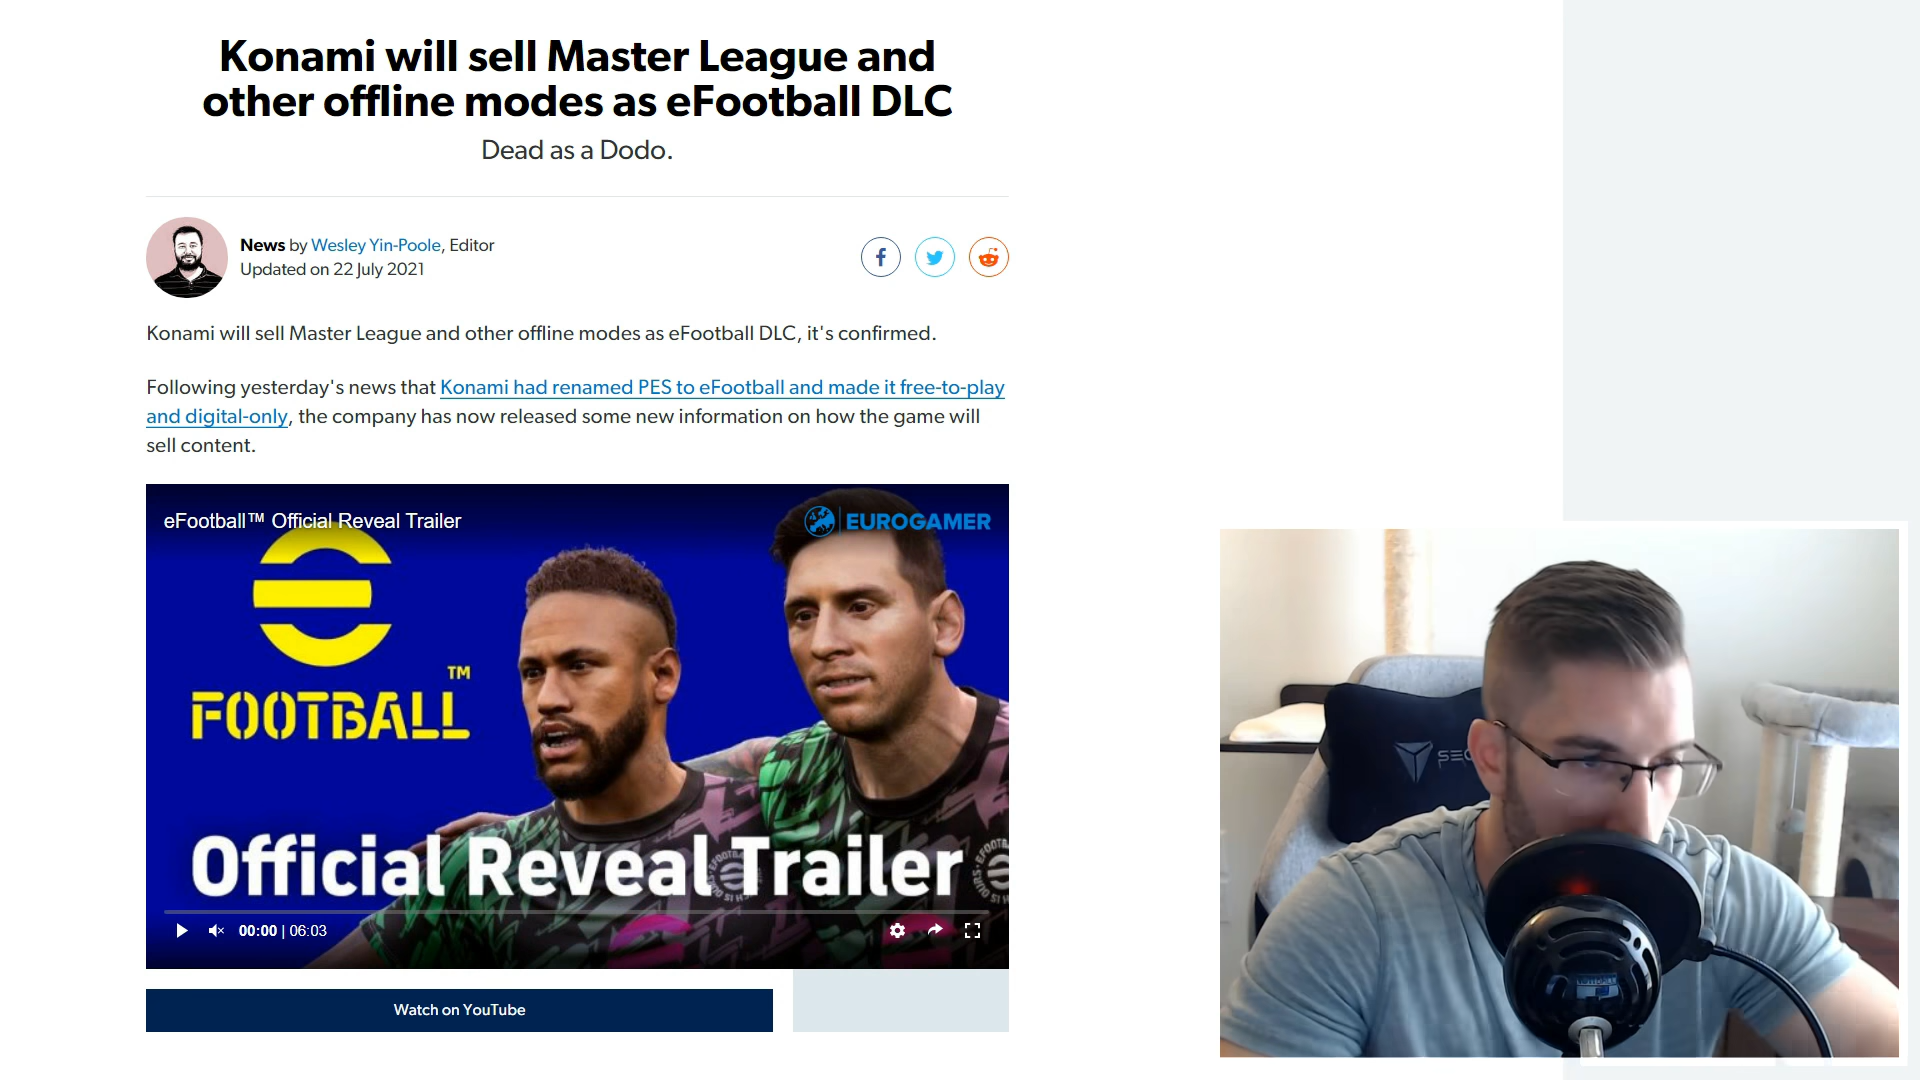 Konami will sell Master League and
other offline modes as eFootball DLC
Dead as a Dodo.
News by Wesley Yin-Poole, Editor
Updated on 22 July 2021
Konami will sell Master League and other offline modes as eFootball DLC, it's confirmed.
Following yesterday's news that Konami had renamed PES to eFootball and made it free-to-play
and digital-only, the company has now released some new information on how the game will
sell content.
eFootball™ Official Reveal Trailer
EUROGAMER
FOOTBALL™
Official Reveal Trailer
00:00 | 06:03
Watch on YouTube